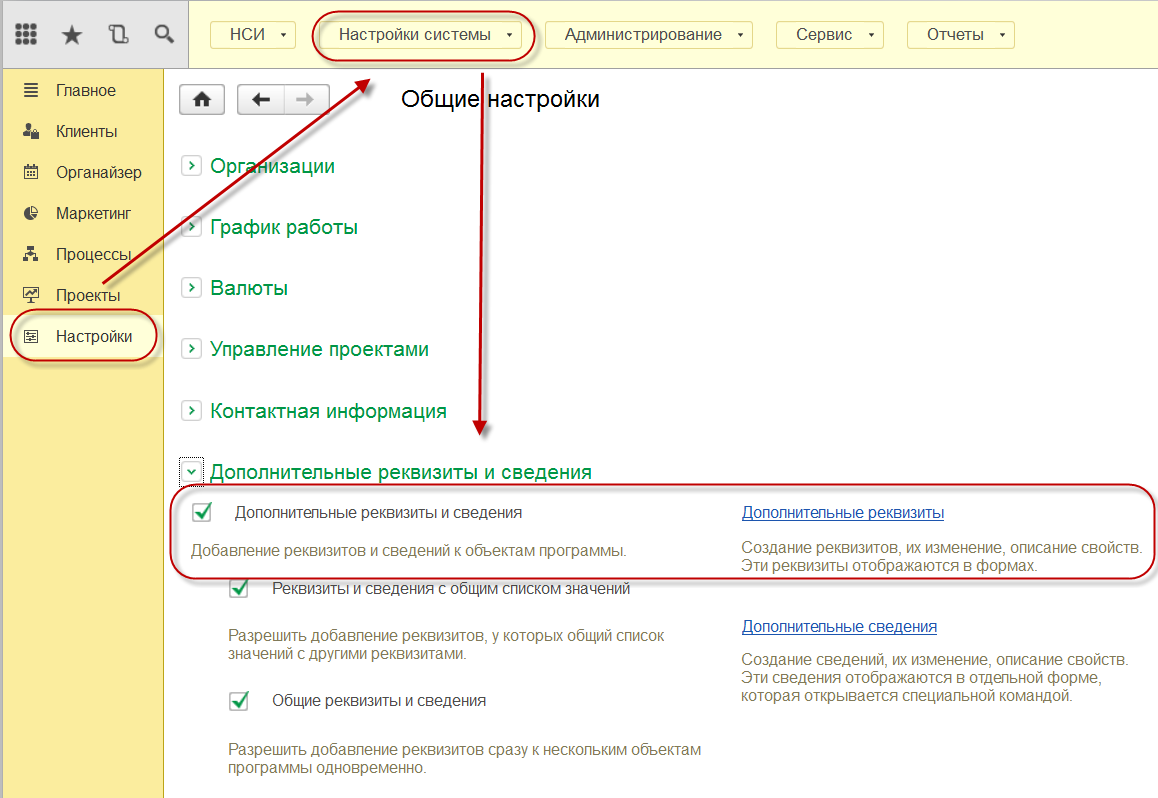 НСИ
Настройки системы
Администрирование
Сервис
Отчеты
Главное
Клиенты
Органайзер
Маркетинг
Процессы
Проекты
Настройки
Общие настройки
Организации
График работы
Валюты
Управление проектами
Контактная информация
Дополнительные реквизиты и сведения
Дополнительные реквизиты и сведения
Добавление реквизитов и сведений к объектам программы.
Дополнительные реквизиты
Создание реквизитов, их изменение, описание свойств.
Эти реквизиты отображаются в формах.
Реквизиты и сведения с общим списком значений
Разрешить добавление реквизитов, у которых общий список
значений с другими реквизитами.
Дополнительные сведения
Создание сведений, их изменение, описание свойств.
Эти сведения отображаются в отдельной форме,
которая открывается специальной командой.
Общие реквизиты и сведения
Разрешить добавление реквизитов сразу к нескольким объектам
программы одновременно.